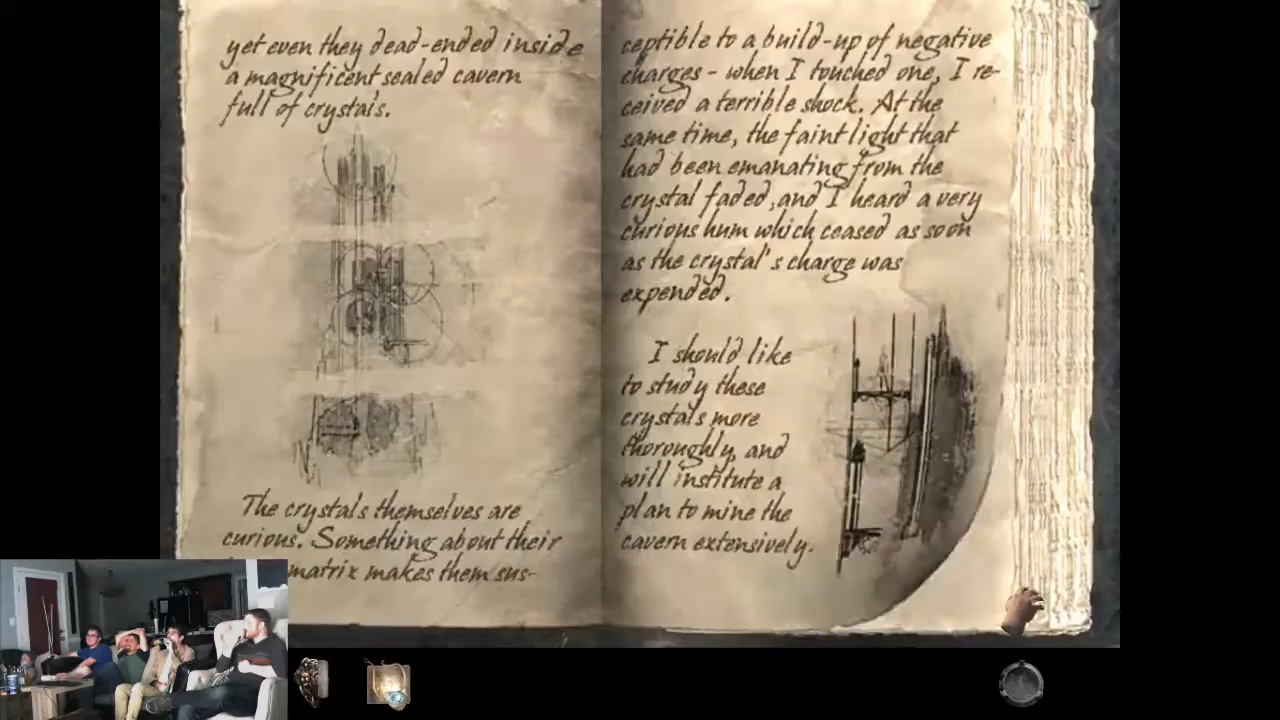 yet even they dead-ended inside
a magnificent sealed cavern
full of crystals.
The crystals themselves are
curious. Something about their
matrix makes them sus-
ceptible to a build-up of negative
charges - when I touched one, I re-
ceived a terrible shock. At the
same time, the faint light that
had been emanating from the
crystal faded, and I heard a very
curious hum which ceased as soon
as the crystal's charge was
expended.
I should like
to study these
crystals more
thoroughly, and
will institute a
plan to mine the
cavern extensively.